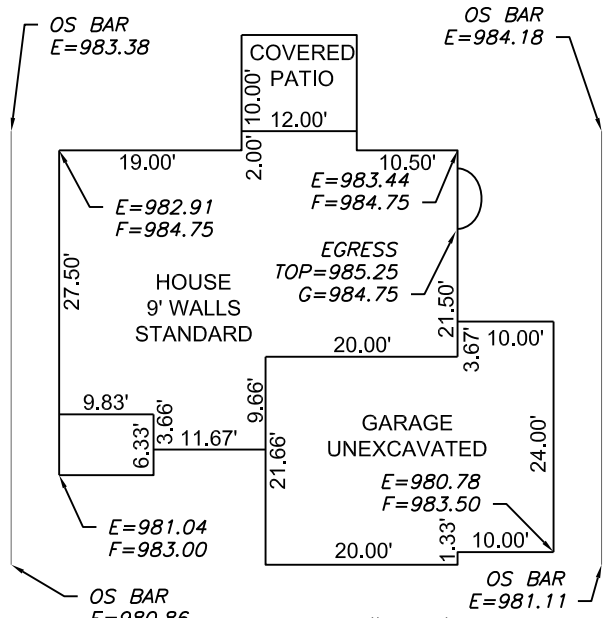 OS BAR
E=983.38
OS BAR
E=984.18
COVERED
PATIO
10.00'
12.00'
2.00'
19.00'
10.50'
E=982.91
F=984.75
E=983.44
F=984.75
EGRESS
TOP=985.25
G=984.75
27.50'
HOUSE
9' WALLS
STANDARD
21.50'
10.00'
3.67'
20.00'
9.83'
3.66'
6.33'
11.67'
9.66'
21.66'
GARAGE
UNEXCAVATED
24.00'
E=980.78
F=983.50
E=981.04
F=983.00
20.00'
1.33'
10.00'
OS BAR
E=980.86
OS BAR
E=981.11